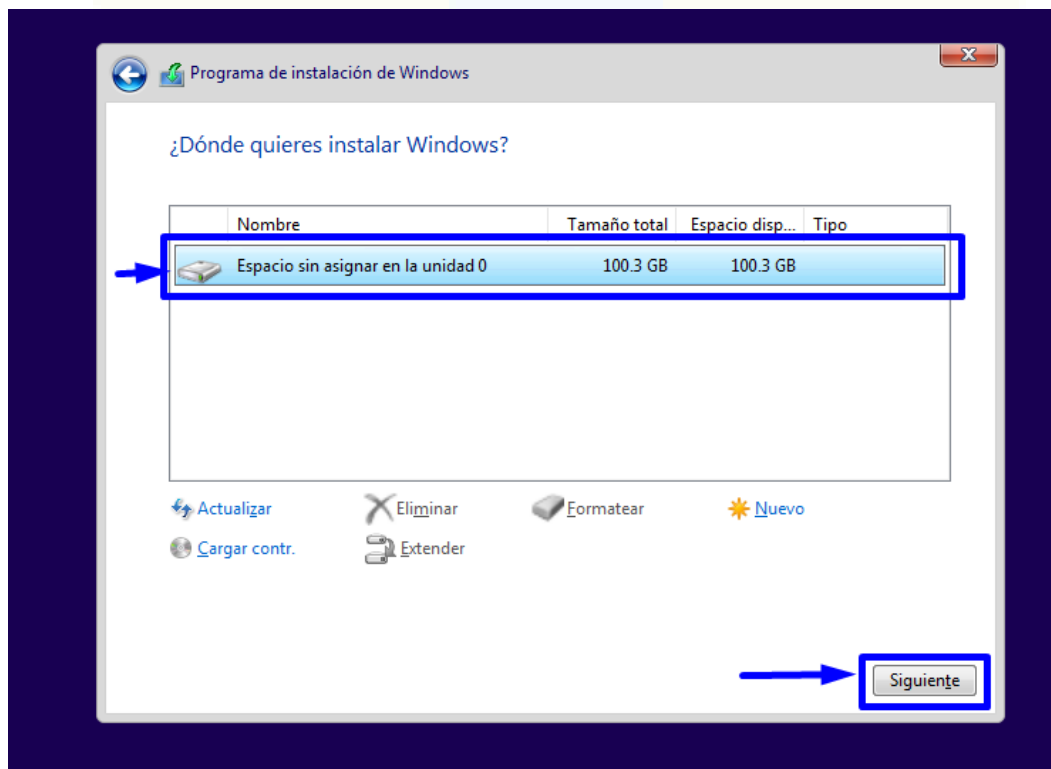 Programa de instalación de Windows
X
¿Dónde quieres instalar Windows?
Nombre Tamaño total Espacio disp... Tipo
Espacio sin asignar en la unidad 0 100.3 GB 100.3 GB
Actualizar Eliminar Formatear Nuevo
Cargar contr. Extender
Siguiente